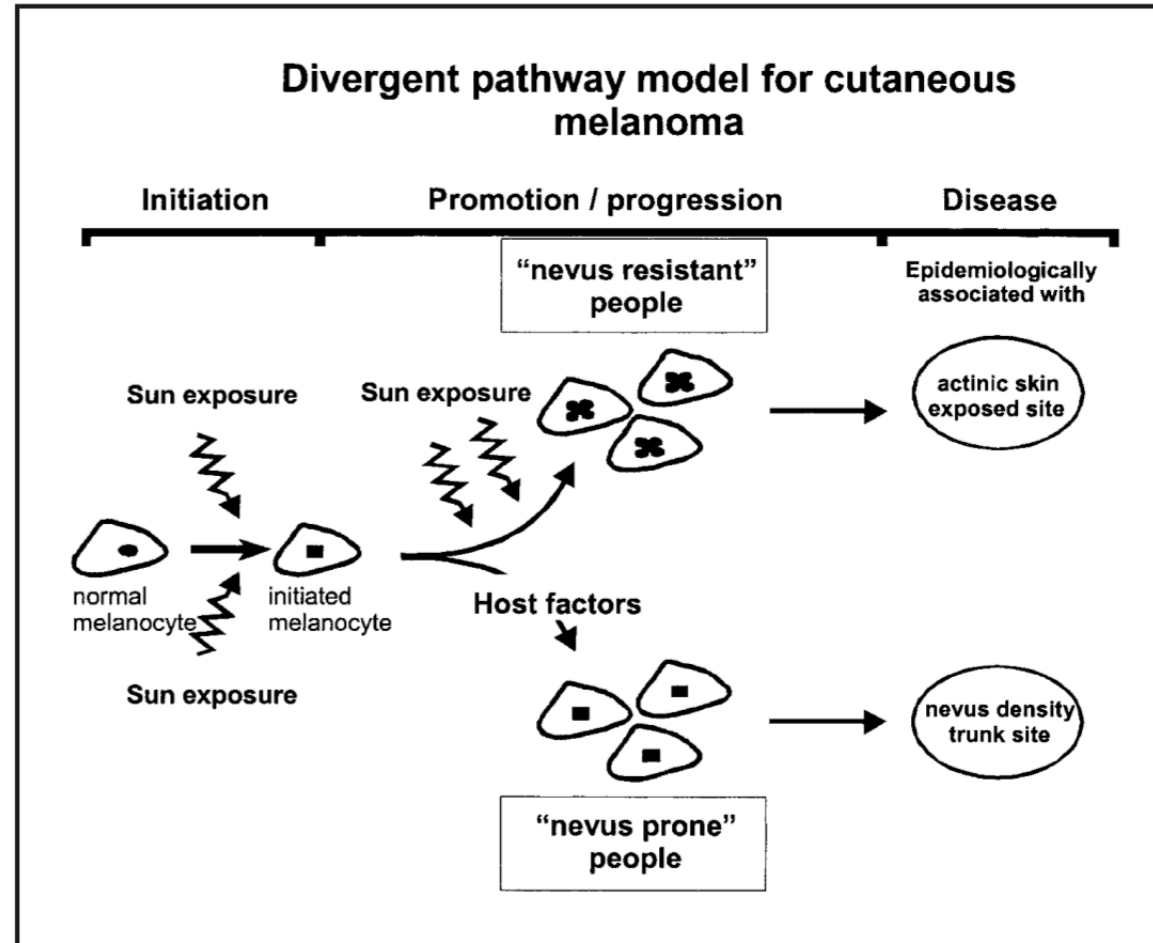 Divergent pathway model for cutaneous
melanoma
Initiation
Promotion / progression
Disease
"nevus resistant"
people
Epidemiologically
associated with
Sun exposure
Sun exposure
actinic skin
exposed site
normal
melanocyte
initiated
melanocyte
Host factors
Sun exposure
nevus density
trunk site
"nevus prone"
people